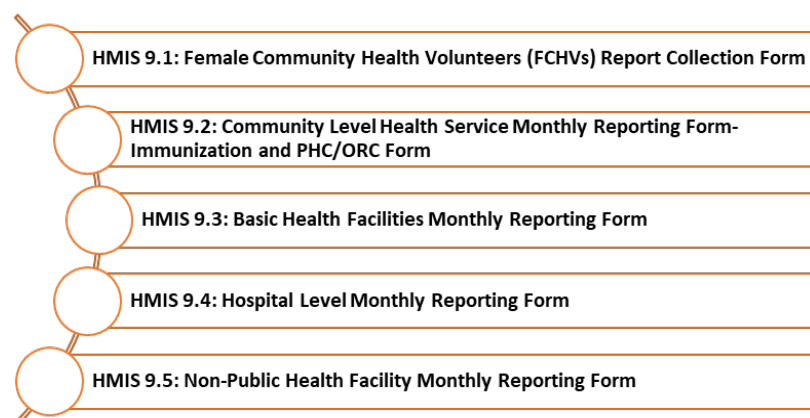 HMIS 9.1: Female Community Health Volunteers (FCHVs) Report Collection Form
HMIS 9.2: Community Level Health Service Monthly Reporting Form-
Immunization and PHC/ORC Form
HMIS 9.3: Basic Health Facilities Monthly Reporting Form
HMIS 9.4: Hospital Level Monthly Reporting Form
HMIS 9.5: Non-Public Health Facility Monthly Reporting Form